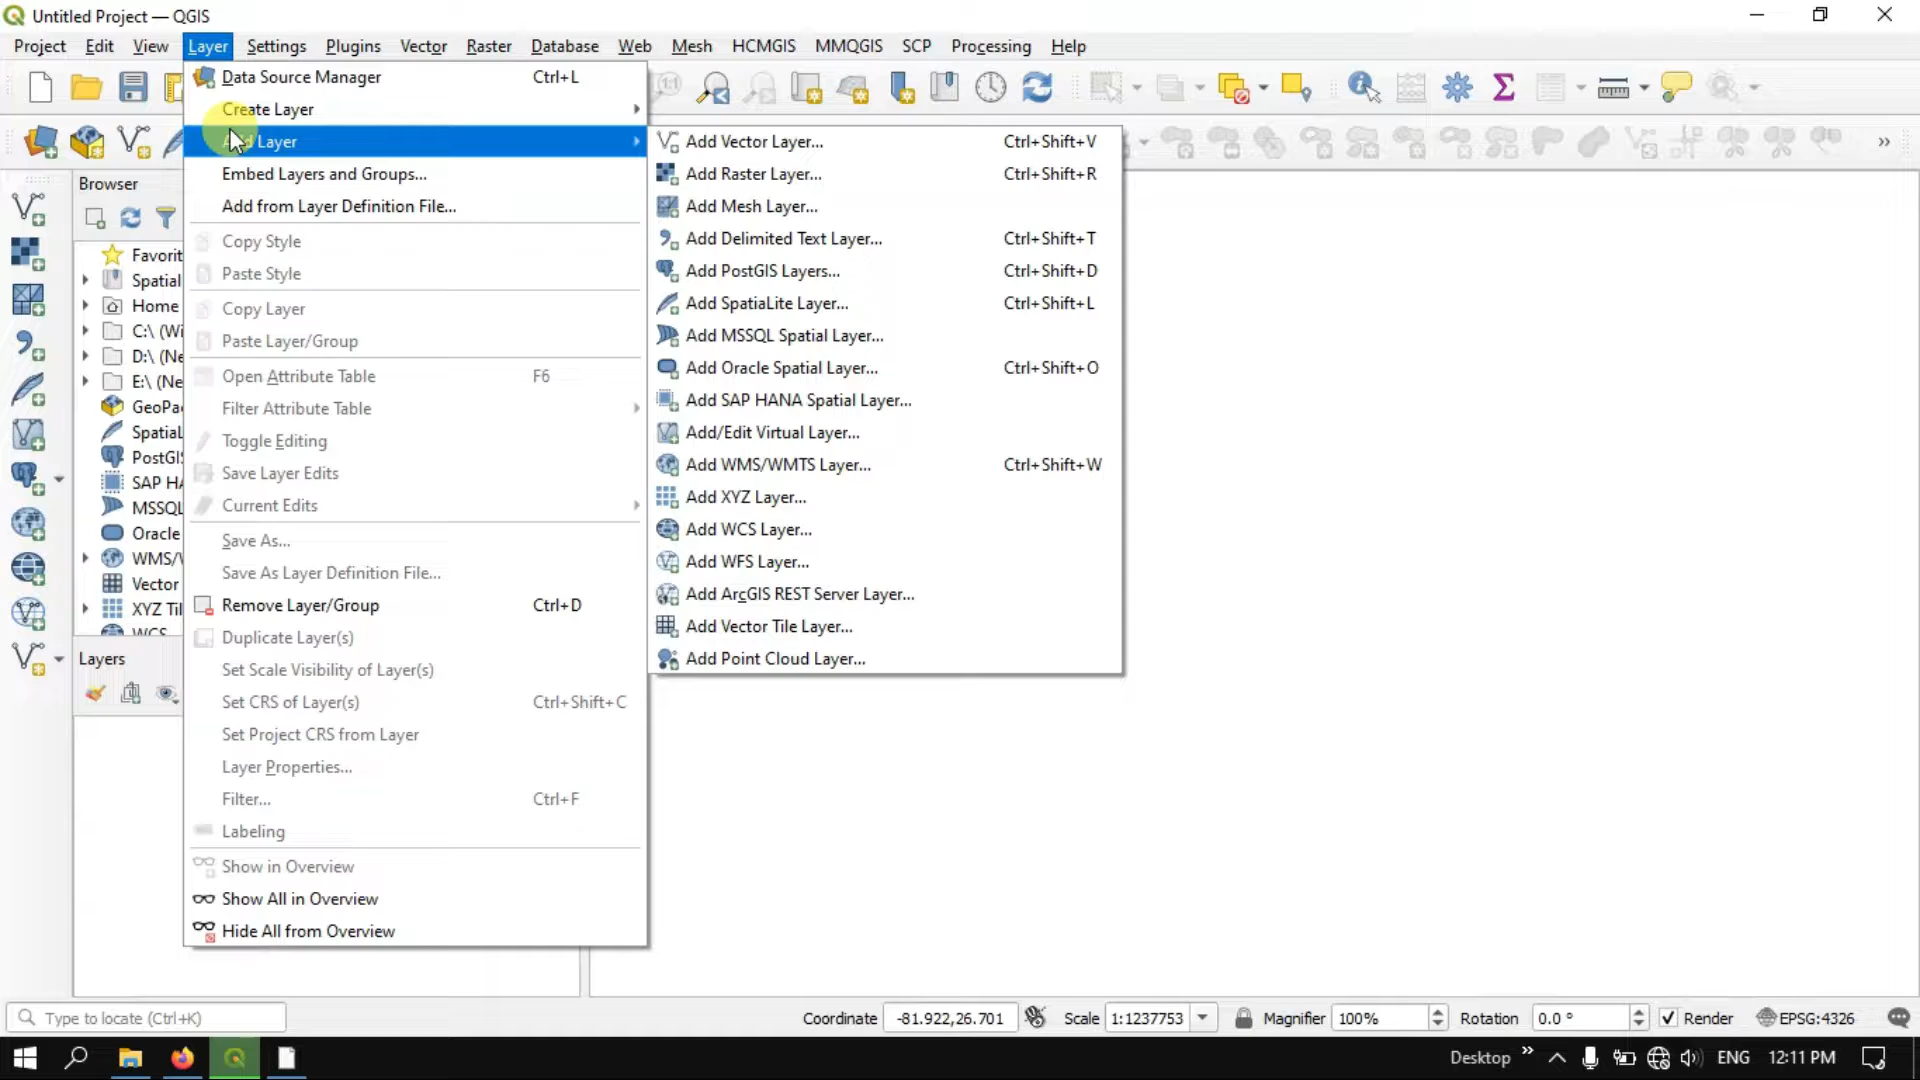 Untitled Project — QGIS
Project Edit View Layer Settings Plugins Vector Raster Database Web Mesh HCMGIS MMQGIS SCP Processing Help
Data Source Manager Ctrl+L
Create Layer
Layer
Embed Layers and Groups...
Add from Layer Definition File...
Copy Style
Paste Style
Copy Layer
Paste Layer/Group
Open Attribute Table F6
Filter Attribute Table
Toggle Editing
Save Layer Edits
Current Edits
Save As...
Save As Layer Definition File...
Remove Layer/Group Ctrl+D
Duplicate Layer(s)
Set Scale Visibility of Layer(s)
Set CRS of Layer(s) Ctrl+Shift+C
Set Project CRS from Layer
Layer Properties...
Filter... Ctrl+F
Labeling
Show in Overview
Show All in Overview
Hide All from Overview
Add Vector Layer... Ctrl+Shift+V
Add Raster Layer... Ctrl+Shift+R
Add Mesh Layer...
Add Delimited Text Layer... Ctrl+Shift+T
Add PostGIS Layers... Ctrl+Shift+D
Add SpatiaLite Layer... Ctrl+Shift+L
Add MSSQL Spatial Layer...
Add Oracle Spatial Layer... Ctrl+Shift+O
Add SAP HANA Spatial Layer...
Add/Edit Virtual Layer...
Add WMS/WMTS Layer... Ctrl+Shift+W
Add XYZ Layer...
Add WCS Layer...
Add WFS Layer...
Add ArcGIS REST Server Layer...
Add Vector Tile Layer...
Add Point Cloud Layer...
Browser
Favorit
Spatial
Home
C:\ (Wi
D:\ (Ne
E:\ (Ne
GeoPa
SpatiaL
PostGI
SAP HA
MSSQL
Oracle
WMS/
Vector
XYZ Til
WCS
Layers
Type to locate (Ctrl+K)
Coordinate -81.922,26.701 Scale 1:1237753 Magnifier 100% Rotation 0.0 ° Render EPSG:4326
Desktop ENG 12:11 PM